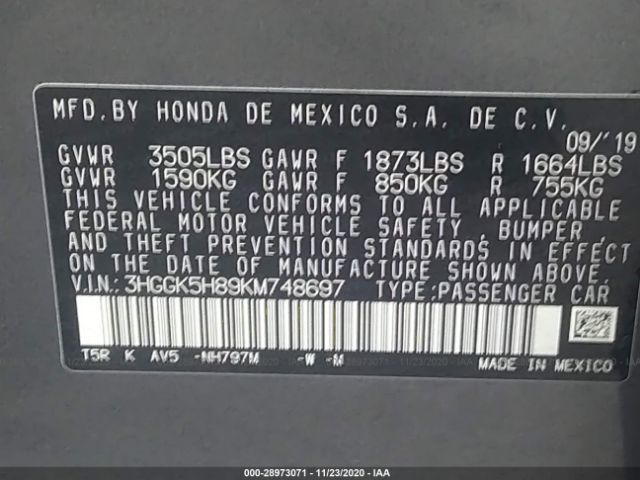 MFD. BY HONDA DE MEXICO S.A. DE C.V.
09/'19
GVWR 3505LBS GAWR F 1873LBS R 1664LBS
GVWR 1590KG GAWR F 850KG R 755KG
THIS VEHICLE CONFORMS TO ALL APPLICABLE
FEDERAL MOTOR VEHICLE SAFETY, BUMPER,
AND THEFT PREVENTION STANDARDS IN EFFECT
ON THE DATE OF MANUFACTURE SHOWN ABOVE.
V.I.N.: 3HGGK5H89KM748697 TYPE:PASSENGER CAR
T5R K AV5 -NH797M -W -M
MADE IN MEXICO
000-28973071 - 11/23/2020 - IAA